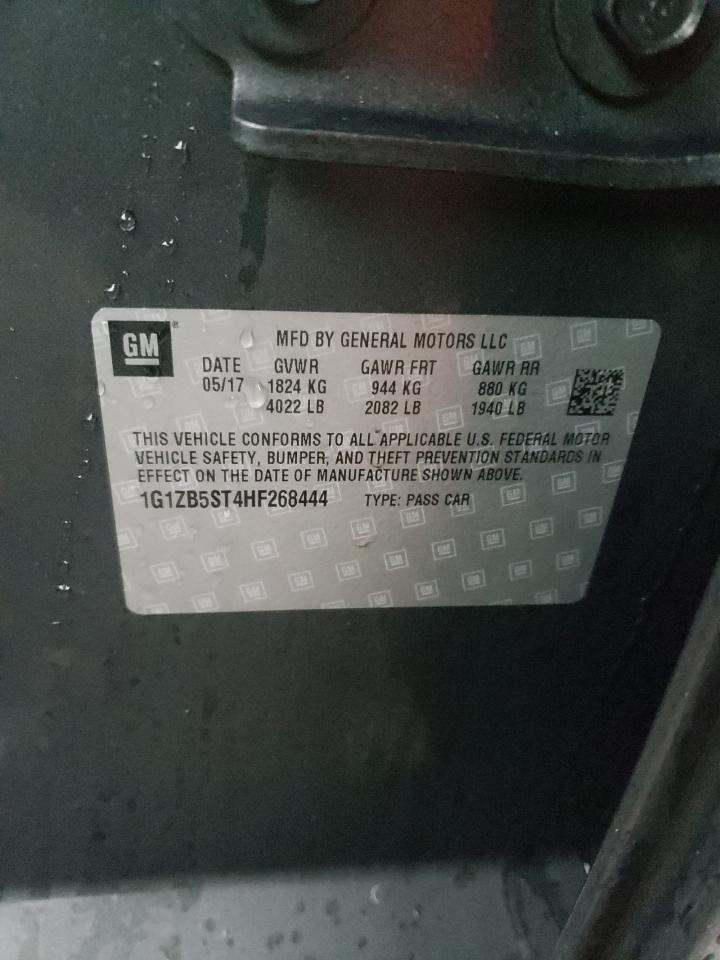 GM® MFD BY GENERAL MOTORS LLC
DATE GVWR GAWR FRT GAWR RR
05/17 1824 KG 944 KG 880 KG
4022 LB 2082 LB 1940 LB
THIS VEHICLE CONFORMS TO ALL APPLICABLE U.S. FEDERAL MOTOR
VEHICLE SAFETY, BUMPER, AND THEFT PREVENTION STANDARDS IN
EFFECT ON THE DATE OF MANUFACTURE SHOWN ABOVE.
1G1ZB5ST4HF268444 TYPE: PASS CAR